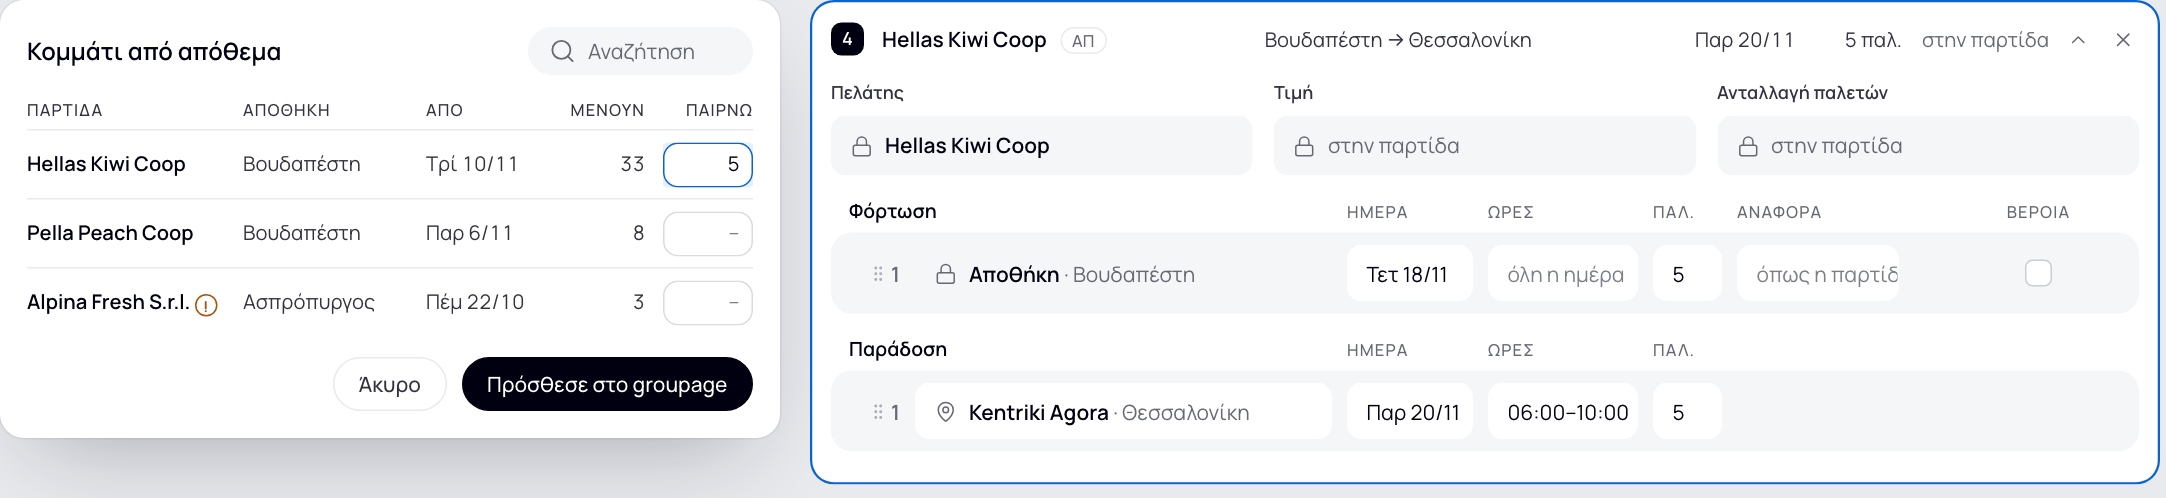 Κομμάτι από απόθεμα
Αναζήτηση
ΠΑΡΤΙΔΑ ΑΠΟΘΗΚΗ ΑΠΟ ΜΕΝΟΥΝ ΠΑΙΡΝΩ
Hellas Kiwi Coop Βουδαπέστη Τρί 10/11 33 5
Pella Peach Coop Βουδαπέστη Παρ 6/11 8 –
Alpina Fresh S.r.l. Ασπρόπυργος Πέμ 22/10 3 –
Άκυρο Πρόσθεσε στο groupage
4 Hellas Kiwi Coop ΑΠ Βουδαπέστη → Θεσσαλονίκη Παρ 20/11 5 παλ. στην παρτίδα
Πελάτης Τιμή Ανταλλαγή παλετών
Hellas Kiwi Coop στην παρτίδα στην παρτίδα
Φόρτωση ΗΜΕΡΑ ΩΡΕΣ ΠΑΛ. ΑΝΑΦΟΡΑ ΒΕΡΟΙΑ
1 Αποθήκη · Βουδαπέστη Τετ 18/11 όλη η ημέρα 5 όπως η παρτίδ
Παράδοση ΗΜΕΡΑ ΩΡΕΣ ΠΑΛ.
1 Kentriki Agora · Θεσσαλονίκη Παρ 20/11 06:00–10:00 5